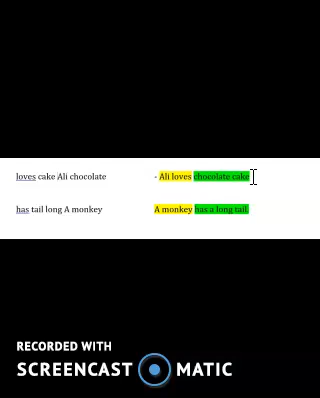 loves cake Ali chocolate - Ali loves chocolate cake
has tail long A monkey A monkey has a long tail.
RECORDED WITH
SCREENCAST MATIC